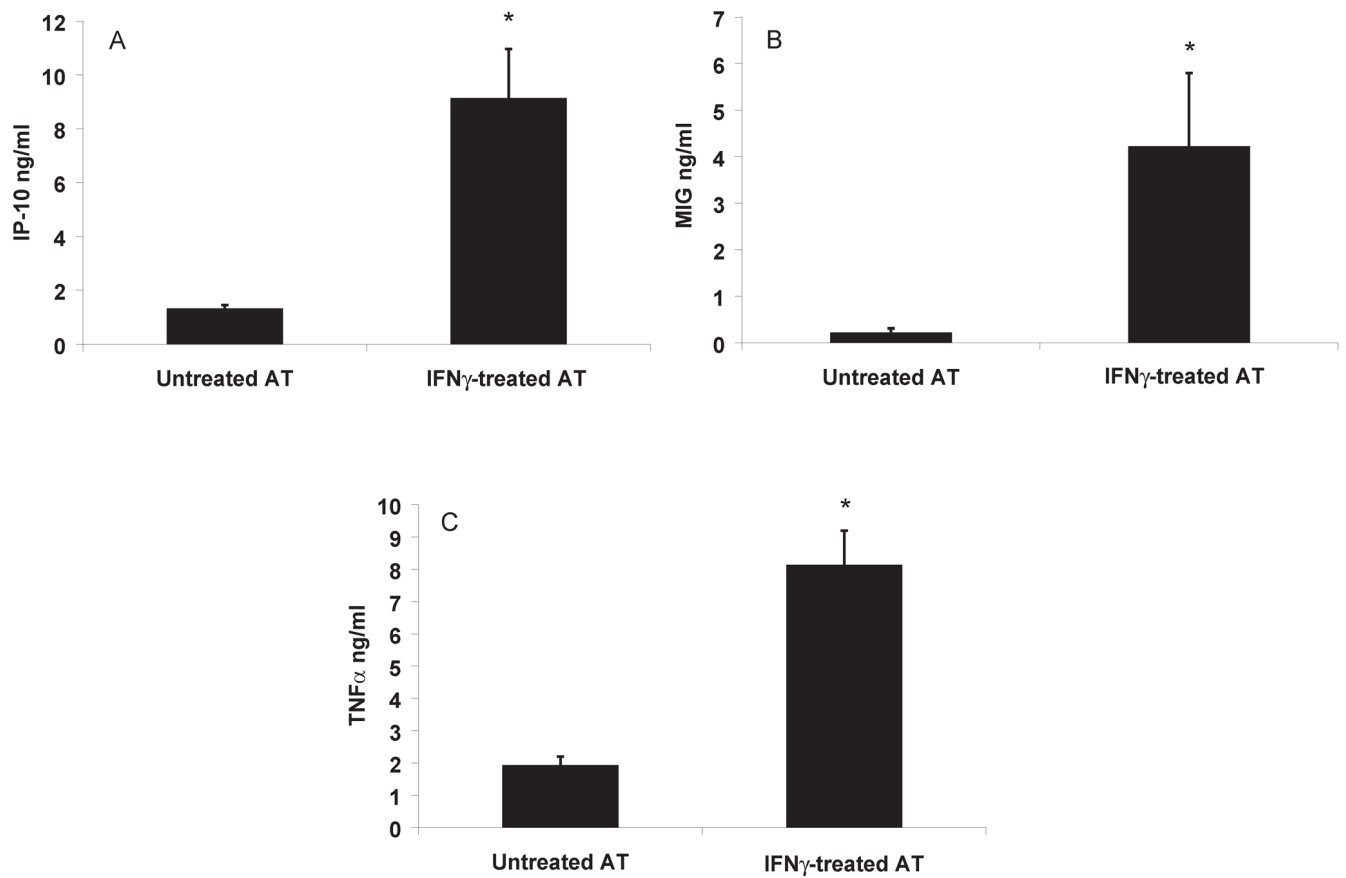 A
*
12
10
8
6
4
2
0
IP-10 ng/ml
Untreated AT
IFNγ-treated AT
B
*
7
6
5
4
3
2
1
0
MIG ng/ml
Untreated AT
IFNγ-treated AT
C
*
10
9
8
7
6
5
4
3
2
1
0
TNFα ng/ml
Untreated AT
IFNγ-treated AT